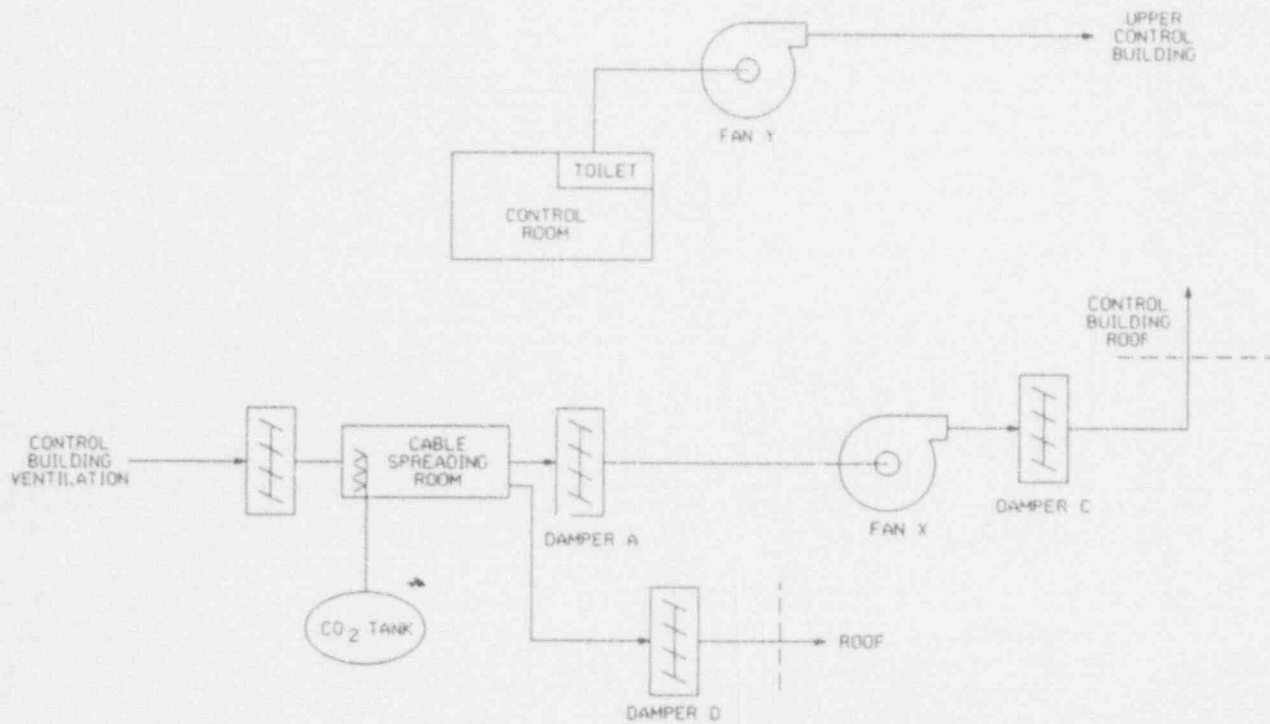 UPPER
CONTROL
BUILDING
FAN Y
TOILET
CONTROL
ROOM
CONTROL
BUILDING
ROOF
CONTROL
BUILDING
VENTILATION
CABLE
SPREADING
ROOM
DAMPER A
FAN X
DAMPER C
CO2 TANK
ROOF
DAMPER D